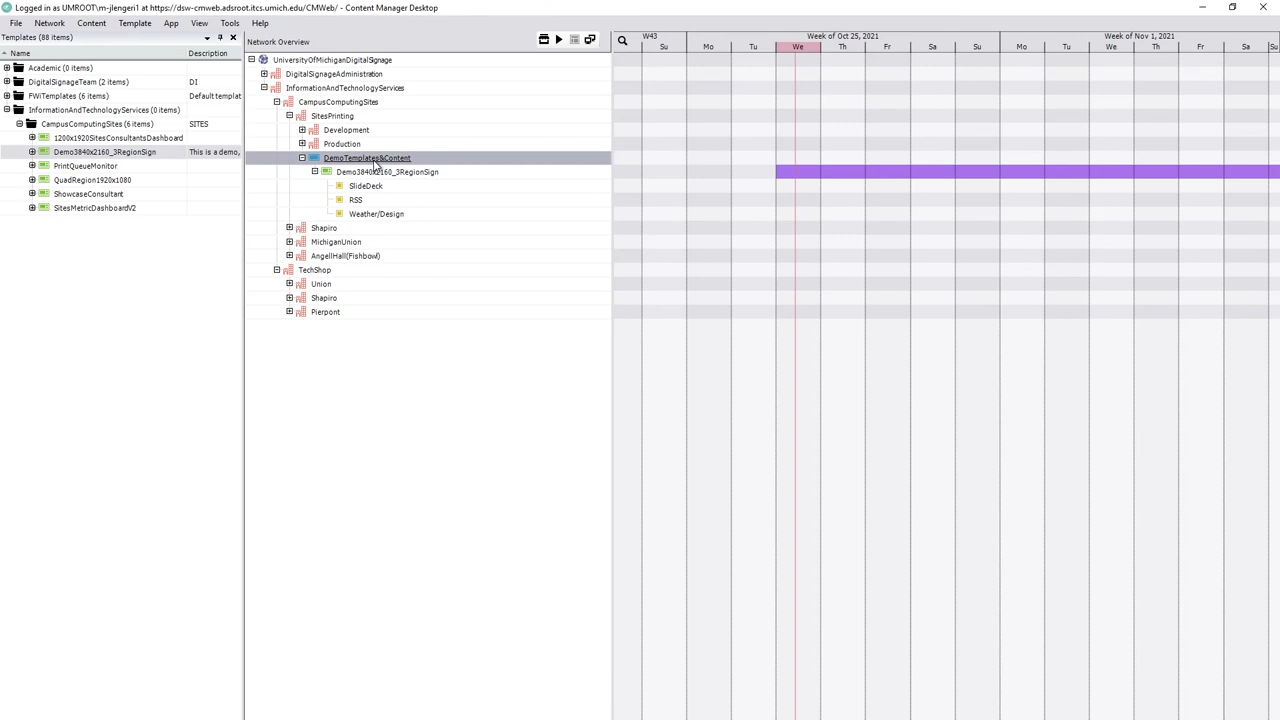 Logged in as UMROOT\m-jlengeri1 at https://dsw-cmweb.adsroot.itcs.umich.edu/CMWeb/ - Content Manager Desktop
File Network Content Template App View Tools Help
Templates (88 items)
Name Description
Academic (0 items)
DigitalSignageTeam (2 items) DI
FWiTemplates (6 items) Default templat
InformationAndTechnologyServices (0 items)
CampusComputingSites (6 items) SITES
1200x1920SitesConsultantsDashboard
Demo3840x2160_3RegionSign This is a demo,
PrintQueueMonitor
QuadRegion1920x1080
ShowcaseConsultant
SitesMetricDashboardV2
Network Overview
UniversityOfMichiganDigitalSignage
DigitalSignageAdministration
InformationAndTechnologyServices
CampusComputingSites
SitesPrinting
Development
Production
DemoTemplates&Content
Demo3840x2160_3RegionSign
SlideDeck
RSS
Weather/Design
Shapiro
MichiganUnion
AngellHall(Fishbowl)
TechShop
Union
Shapiro
Pierpont
W43 Week of Oct 25, 2021 Week of Nov 1, 2021
Su Mo Tu We Th Fr Sa Su Mo Tu We Th Fr Sa Su